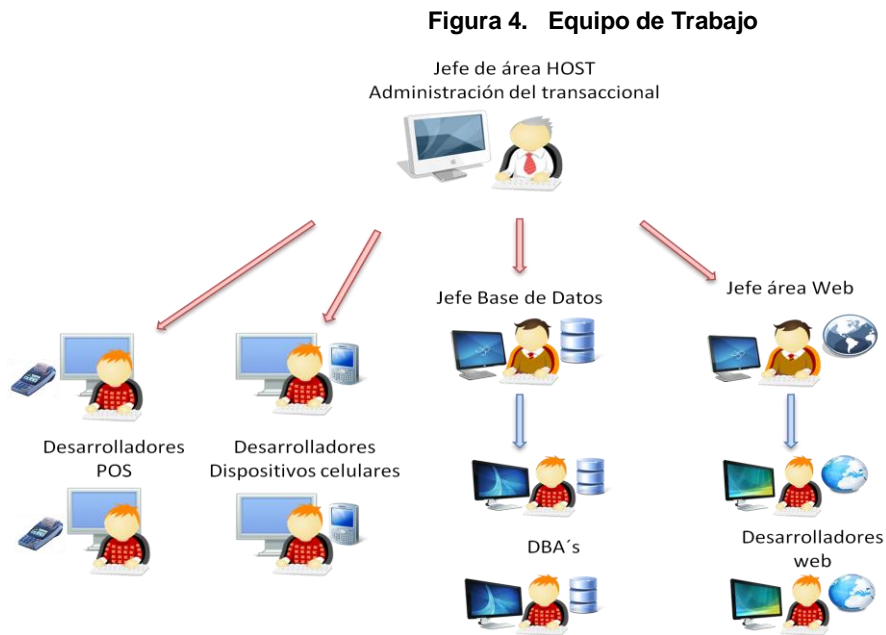 Figura 4. Equipo de Trabajo
Jefe de área HOST
Administración del transaccional
Jefe Base de Datos
Jefe área Web
Desarrolladores
POS
Desarrolladores
Dispositivos celulares
DBA´s
Desarrolladores
web